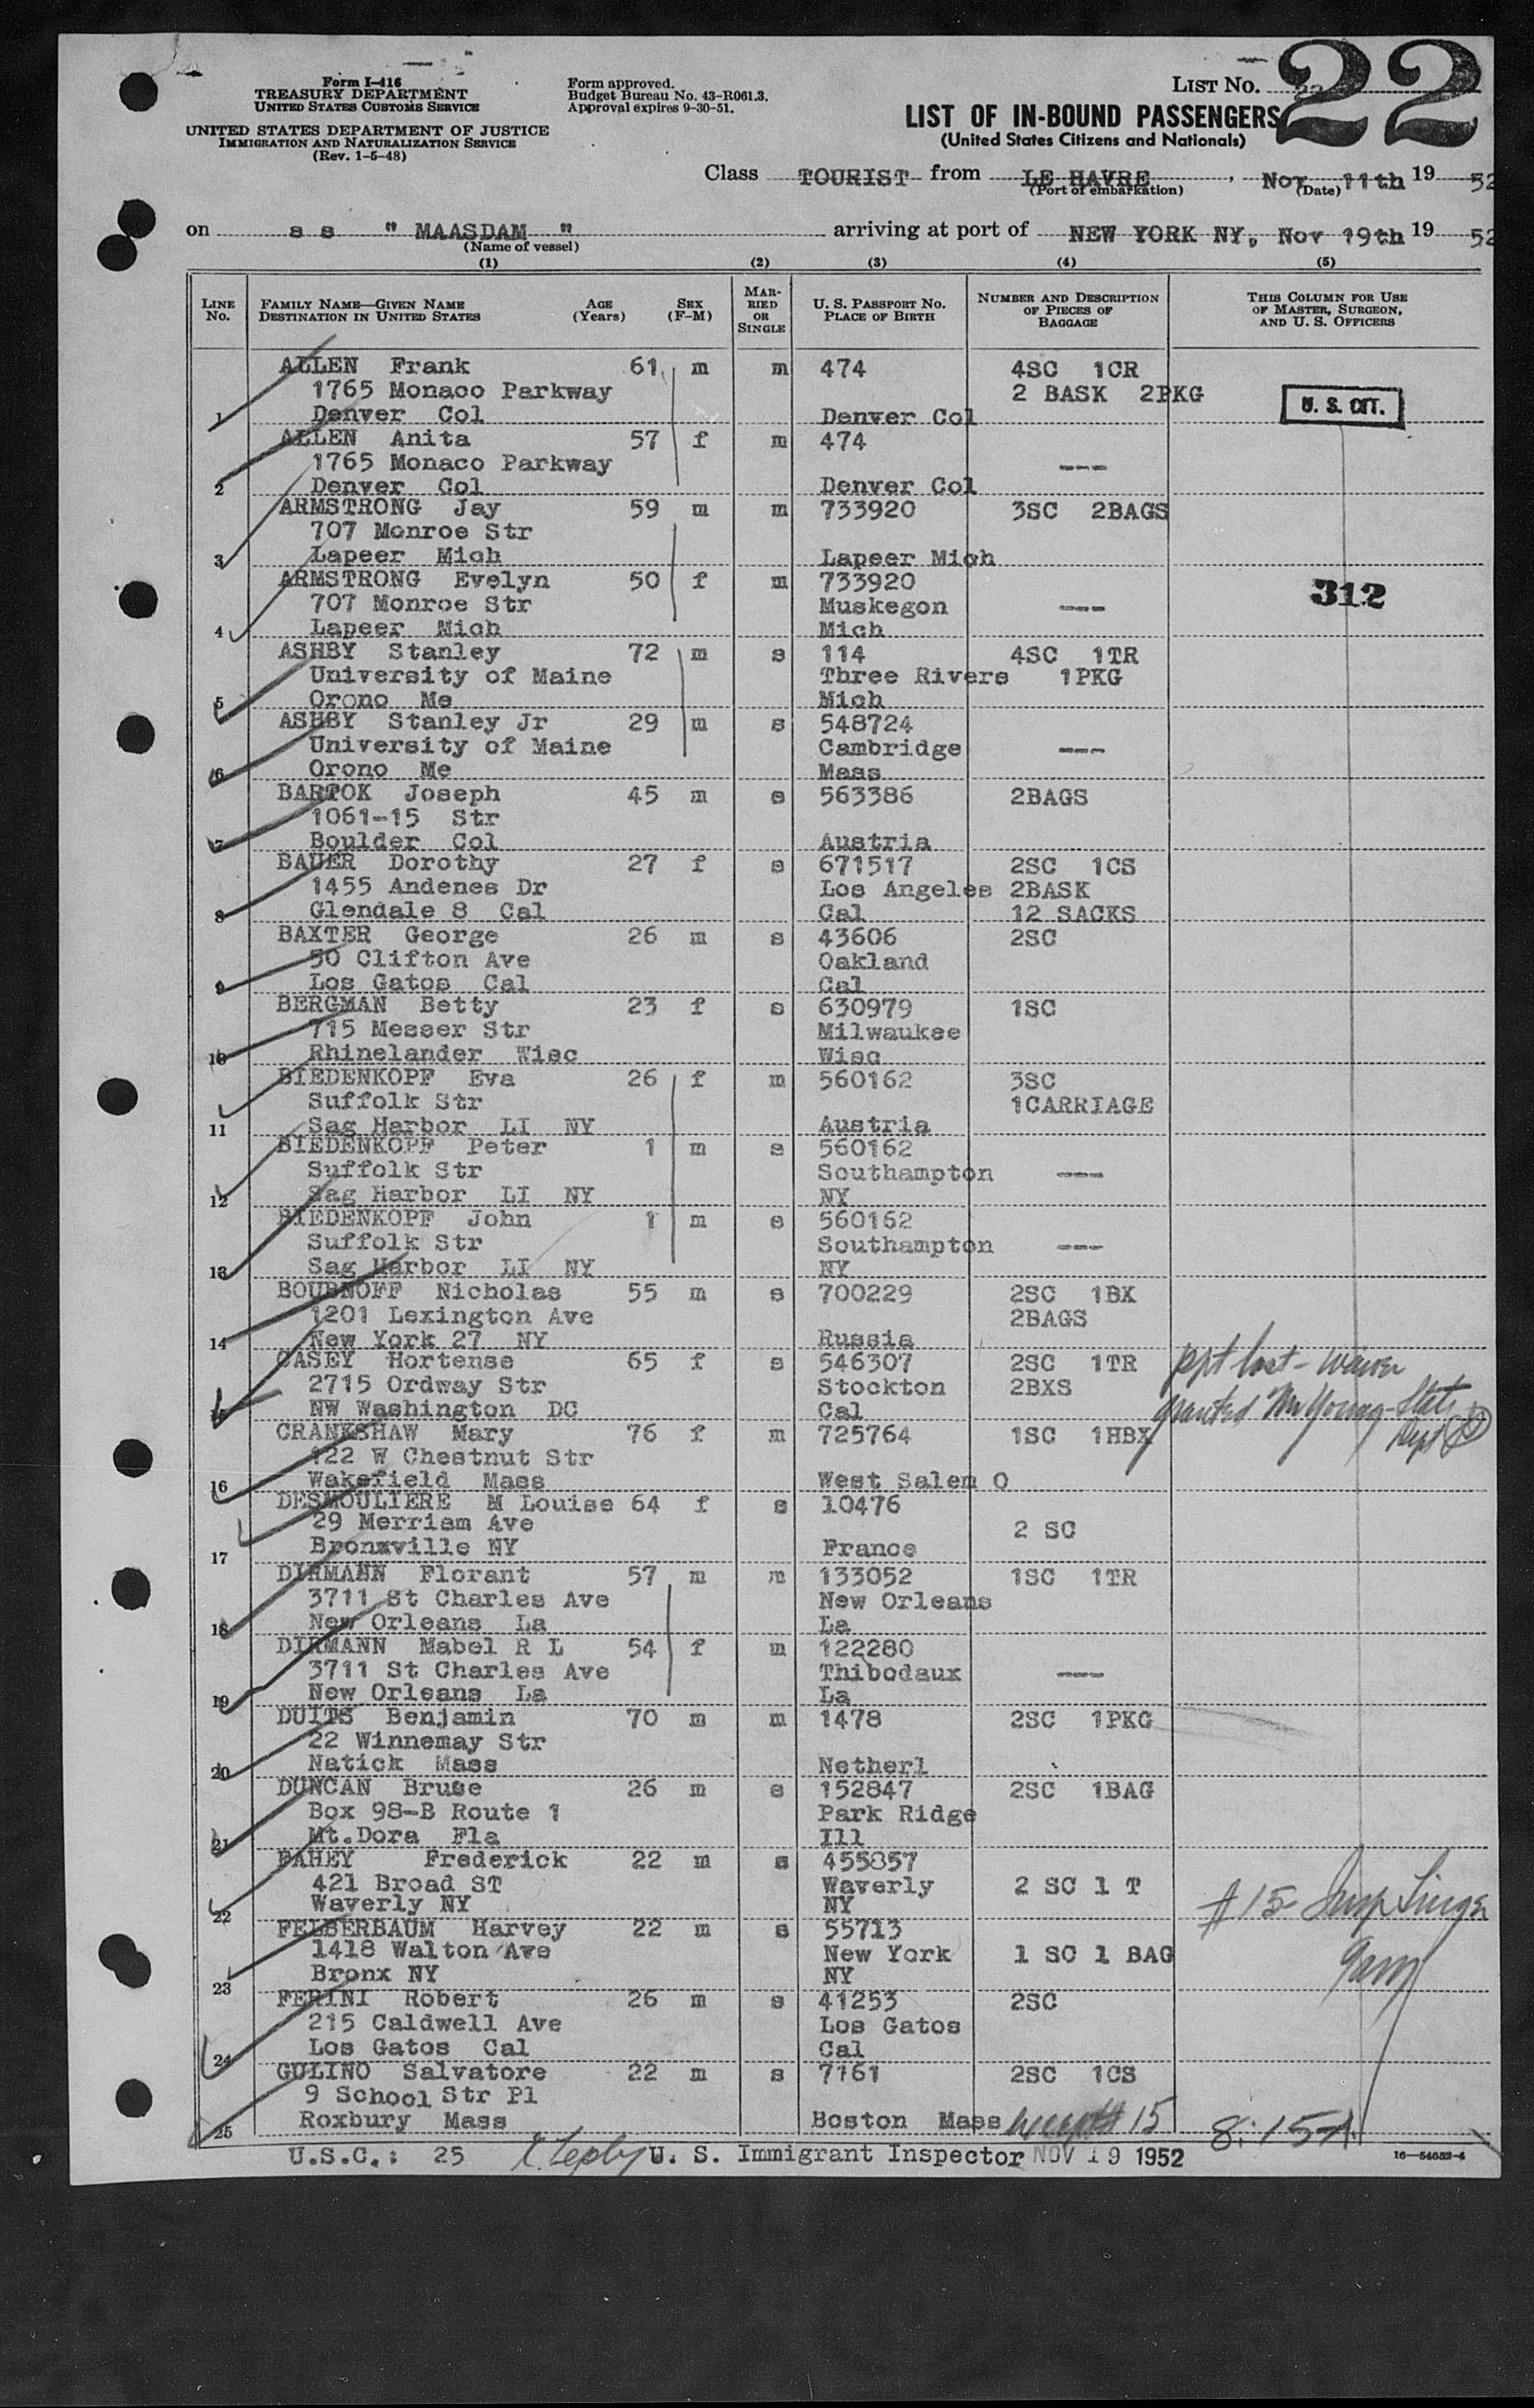 Form I-416
TREASURY DEPARTMENT
UNITED STATES CUSTOMS SERVICE
UNITED STATES DEPARTMENT OF JUSTICE
IMMIGRATION AND NATURALIZATION SERVICE
(Rev. 1-5-48)
Form approved.
Budget Bureau No. 43-R061.3.
Approval expires 9-30-51.
LIST NO. 22
LIST OF IN-BOUND PASSENGERS
(United States Citizens and Nationals)
Class TOURIST from LE HAVRE, Nov 11th 19 52
(Port of embarkation) (Date)
on s s " MAASDAM " arriving at port of NEW YORK NY, Nov 19th 19 52
(Name of vessel)
(1) (2) (3) (4) (5)
LINE NO. FAMILY NAME—GIVEN NAME DESTINATION IN UNITED STATES AGE (Years) SEX (F-M) MARRIED OR SINGLE U. S. PASSPORT NO. PLACE OF BIRTH NUMBER AND DESCRIPTION OF PIECES OF BAGGAGE THIS COLUMN FOR USE OF MASTER, SURGEON, AND U. S. OFFICERS
ALLEN Frank 61 m m 474 4SC 1CR
1765 Monaco Parkway 2 BASK 2PKG
1 Denver Col Denver Col U. S. CIT.
ALLEN Anita 57 f m 474
1765 Monaco Parkway ---
2 Denver Col Denver Col
ARMSTRONG Jay 59 m m 733920 3SC 2BAGS
707 Monroe Str
3 Lapeer Mich Lapeer Mich
ARMSTRONG Evelyn 50 f m 733920 312
707 Monroe Str Muskegon ---
4 Lapeer Mich Mich
ASHBY Stanley 72 m s 114 4SC 1TR
University of Maine Three Rivers 1PKG
5 Orono Me Mich
ASHBY Stanley Jr 29 m s 548724
University of Maine Cambridge ---
6 Orono Me Mass
BARTOK Joseph 45 m s 563386 2BAGS
1061-15 Str
7 Boulder Col Austria
BAUER Dorothy 27 f s 671517 2SC 1CS
1455 Andenes Dr Los Angeles 2BASK
8 Glendale 8 Cal Cal 12 SACKS
BAXTER George 26 m s 43606 2SC
50 Clifton Ave Oakland
9 Los Gatos Cal Cal
BERGMAN Betty 23 f s 630979 1SC
715 Messer Str Milwaukee
10 Rhinelander Wisc Wisc
BIEDENKOPF Eva 26 f m 560162 3SC
Suffolk Str 1CARRIAGE
11 Sag Harbor LI NY Austria
BIEDENKOPF Peter 1 m s 560162
Suffolk Str Southampton ---
12 Sag Harbor LI NY NY
BIEDENKOPF John 1 m s 560162
Suffolk Str Southampton ---
13 Sag Harbor LI NY NY
BOUBNOFF Nicholas 55 m s 700229 2SC 1BX
1201 Lexington Ave 2BAGS
14 New York 27 NY Russia
CASEY Hortense 65 f s 546307 2SC 1TR ppt lost - waiver
2715 Ordway Str Stockton 2BXS granted Mr Young - State
15 NW Washington DC Cal Dept
CRANKSHAW Mary 76 f m 725764 1SC 1HBX
122 W Chestnut Str
16 Wakefield Mass West Salem O
DESMOULIERE M Louise 64 f s 10476
29 Merriam Ave 2 SC
17 Bronxville NY France
DIRMANN Florant 57 m m 133052 1SC 1TR
3711 St Charles Ave New Orleans
18 New Orleans La La
DIRMANN Mabel R L 54 f m 122280
3711 St Charles Ave Thibodaux ---
19 New Orleans La La
DUITS Benjamin 70 m m 1478 2SC 1PKG
22 Winnemay Str
20 Natick Mass Netherl
DUNCAN Bruse 26 m s 152847 2SC 1BAG
Box 98-B Route 1 Park Ridge
21 Mt.Dora Fla Ill
FAHEY Frederick 22 m s 455857
421 Broad ST Waverly 2 SC 1 T
22 Waverly NY NY # 15
FELBERBAUM Harvey 22 m s 55713
1418 Walton Ave New York 1 SC 1 BAG
23 Bronx NY NY
FERINI Robert 26 m s 41253 2SC
215 Caldwell Ave Los Gatos
24 Los Gatos Cal Cal
GULINO Salvatore 22 m s 7161 2SC 1CS
9 School Str Pl
25 Roxbury Mass Boston Mass except # 15 8:15 A
U.S.C.: 25 U. S. Immigrant Inspector NOV 19 1952 16—54652-4